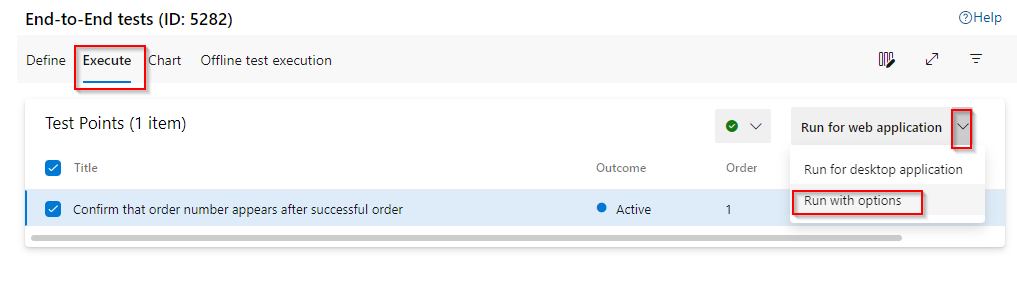 End-to-End tests (ID: 5282)
Help
Define Execute Chart Offline test execution
Test Points (1 item)
Run for web application
Title Outcome Order
Run for desktop application
Confirm that order number appears after successful order Active 1
Run with options